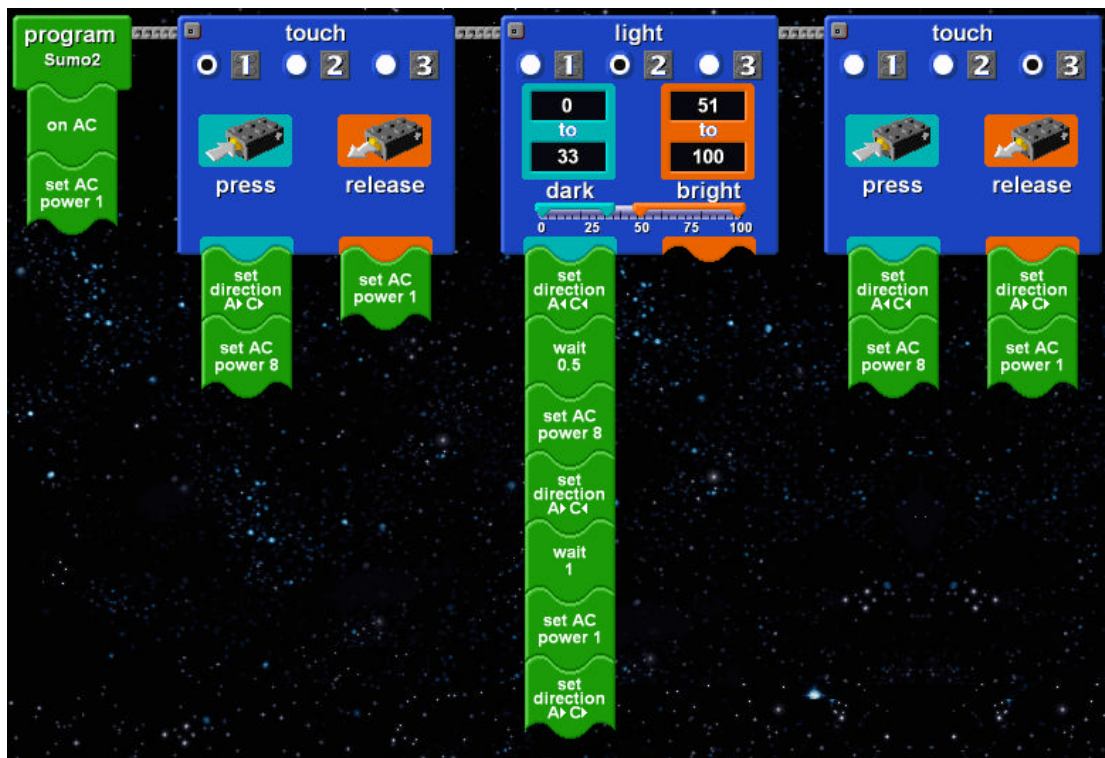 program
Sumo2
on AC
set AC
power 1
touch
1 2 3
press release
set
direction
A▸ C▸
set AC
power 8
set AC
power 1
light
1 2 3
0 51
to to
33 100
dark bright
0 25 50 75 100
set
direction
A◂ C◂
wait
0.5
set AC
power 8
set
direction
A▸ C◂
wait
1
set AC
power 1
set
direction
A▸ C▸
touch
1 2 3
press release
set
direction
A◂ C◂
set AC
power 8
set
direction
A▸ C▸
set AC
power 1